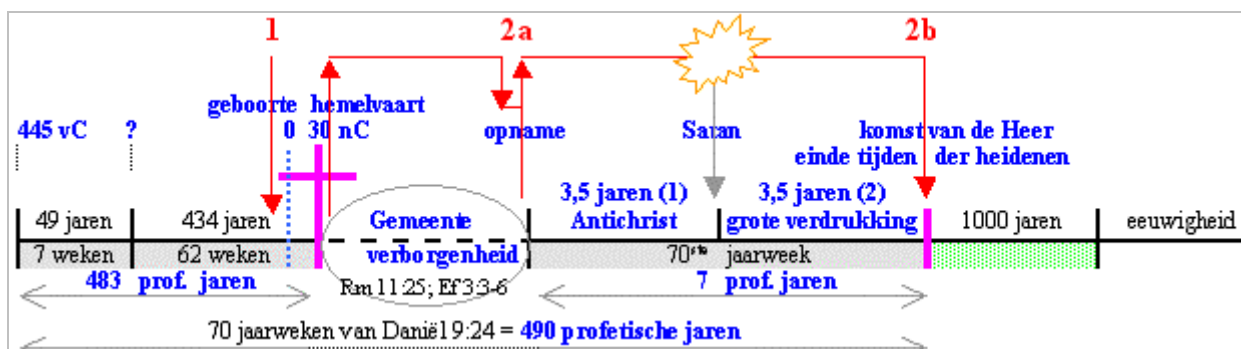 1 2a 2b
geboorte hemelvaart
445 vC ? 0 30 nC opname Satan komst van de Heer
einde tijden der heidenen
3,5 jaren (1) 3,5 jaren (2)
49 jaren 434 jaren Gemeente Antichrist grote verdrukking 1000 jaren eeuwigheid
7 weken 62 weken verborgenheid 70ste jaarweek
483 prof. jaren Rm 11:25; Ef 3:3-6 7 prof. jaren
70 jaarweken van Daniël 9:24 = 490 profetische jaren